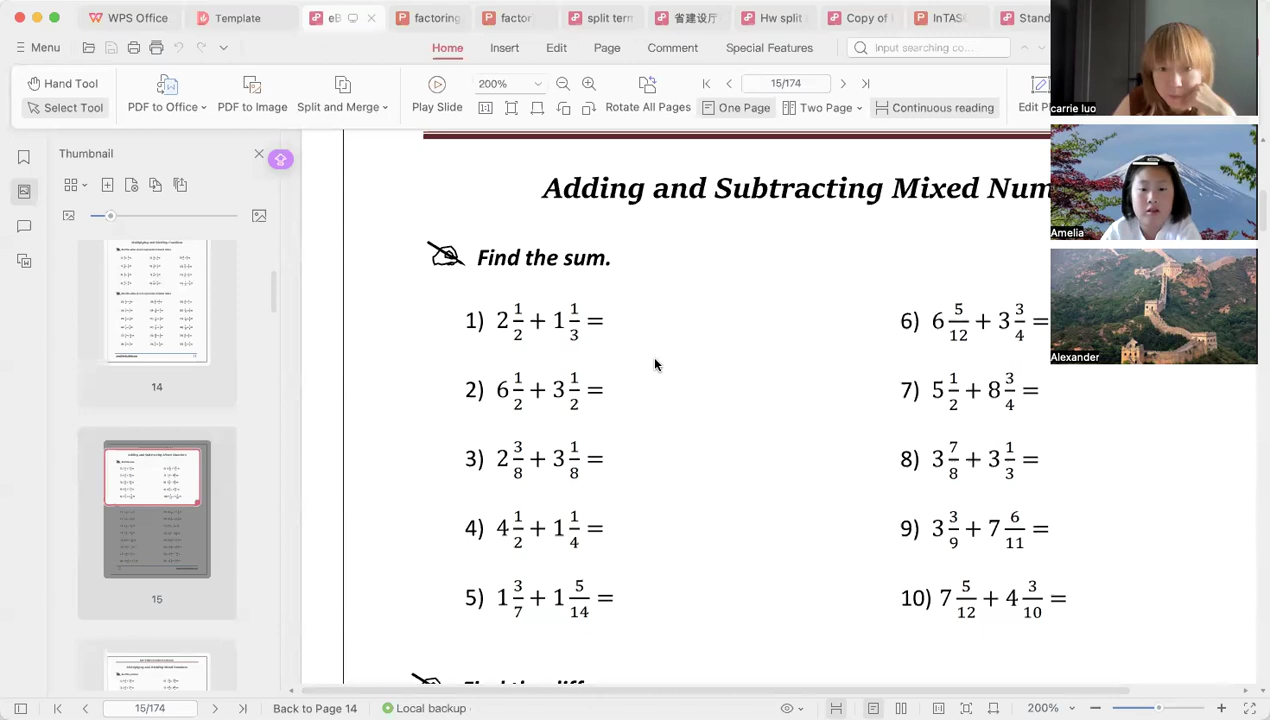 WPS Office
Template
eB
factoring
factor
split term
省建设厅
Hw split
Copy of
InTAS
Stand
Menu
Home
Insert
Edit
Page
Comment
Special Features
Input searching co...
Hand Tool
Select Tool
PDF to Office
PDF to Image
Split and Merge
Play Slide
200%
15/174
Rotate All Pages
One Page
Two Page
Continuous reading
Edit P
carrie luo
Amelia
Alexander
Thumbnail
14
15
Adding and Subtracting Mixed Num
Find the sum.
1) 2 1/2 + 1 1/3 =
2) 6 1/2 + 3 1/2 =
3) 2 3/8 + 3 1/8 =
4) 4 1/2 + 1 1/4 =
5) 1 3/7 + 1 5/14 =
6) 6 5/12 + 3 3/4 =
7) 5 1/2 + 8 3/4 =
8) 3 7/8 + 3 1/3 =
9) 3 3/9 + 7 6/11 =
10) 7 5/12 + 4 3/10 =
15/174
Back to Page 14
Local backup
200%